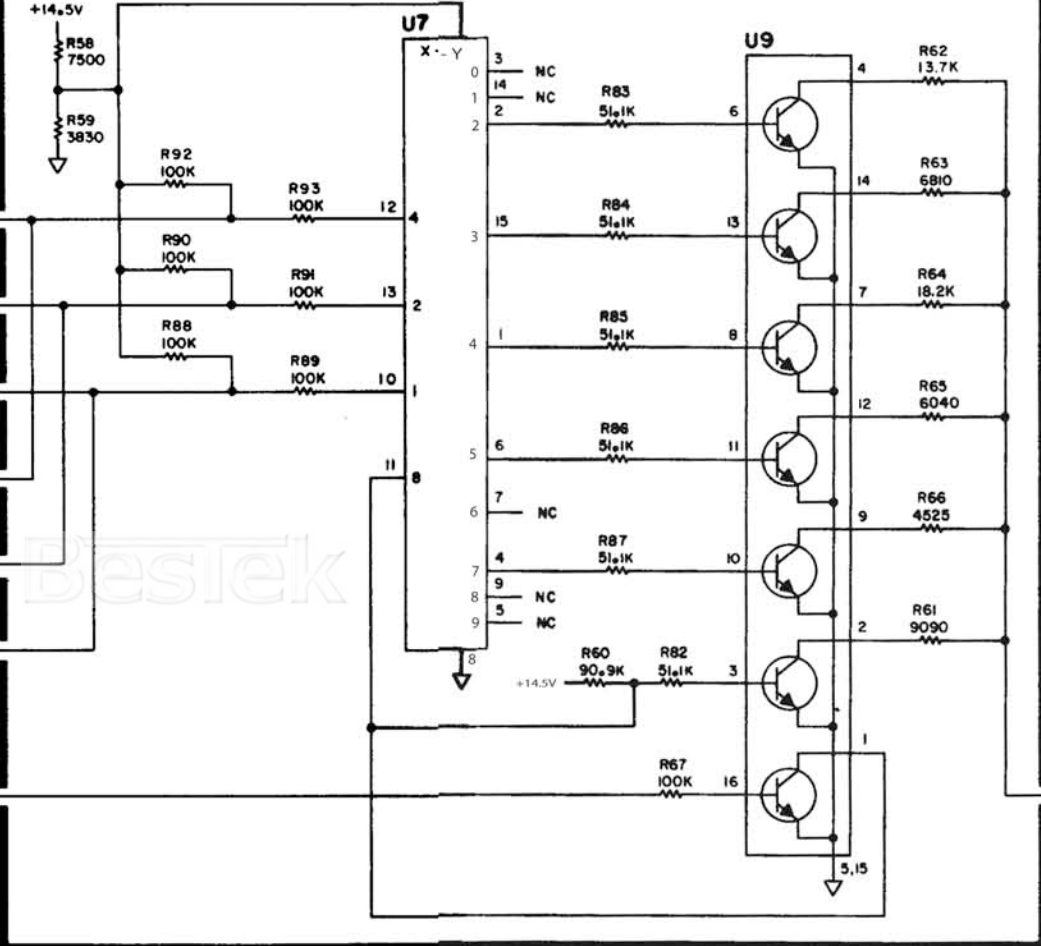 +14.5V
R58
7500
R59
3830
R92
100K
R93
100K
12
4
R90
100K
R91
100K
13
2
R88
100K
R89
100K
10
1
11
8
U7
X - Y
0
3
NC
1
14
NC
2
2
R83
51.1K
6
3
15
R84
51.1K
13
4
1
R85
51.1K
8
5
6
R86
51.1K
11
6
7
NC
7
4
R87
51.1K
10
8
9
NC
9
5
NC
8
+14.5V
R60
90.9K
R82
51.1K
3
R67
100K
16
U9
4
R62
13.7K
14
R63
6810
7
R64
18.2K
12
R65
6040
9
R66
4525
2
R61
9090
1
5,15
BesTek